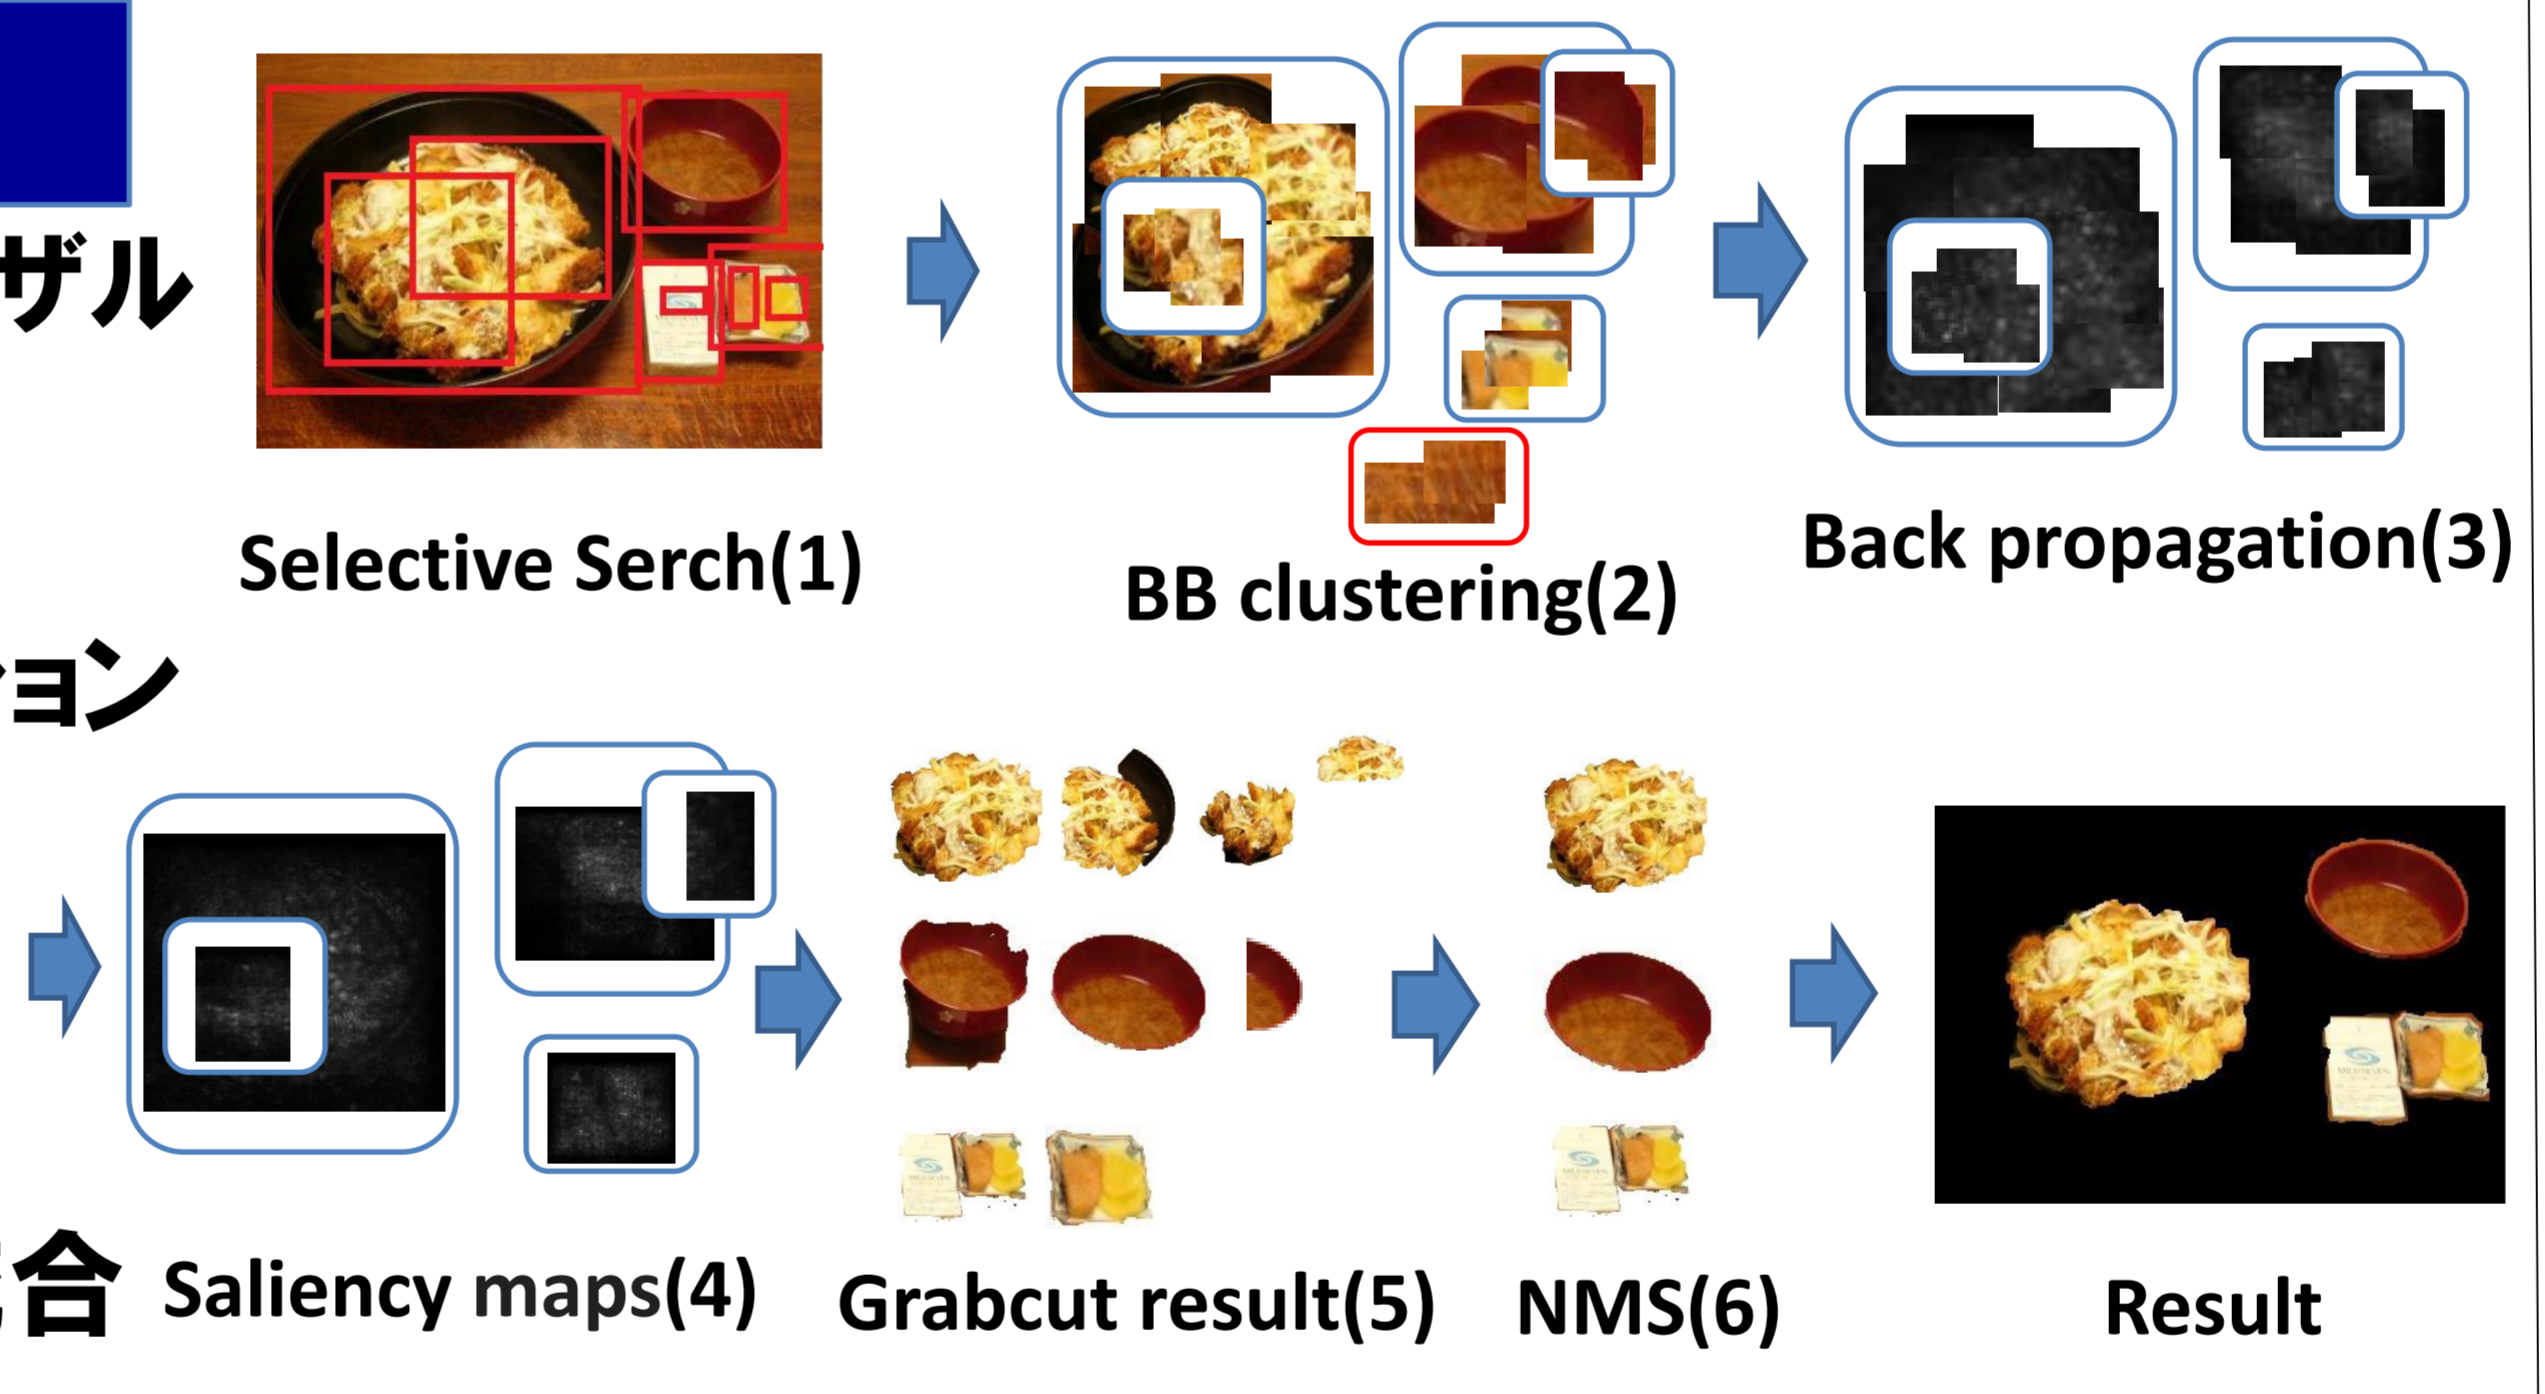 ザル
Selective Serch(1)
BB clustering(2)
Back propagation(3)
ョン
合
Saliency maps(4)
Grabcut result(5)
NMS(6)
Result